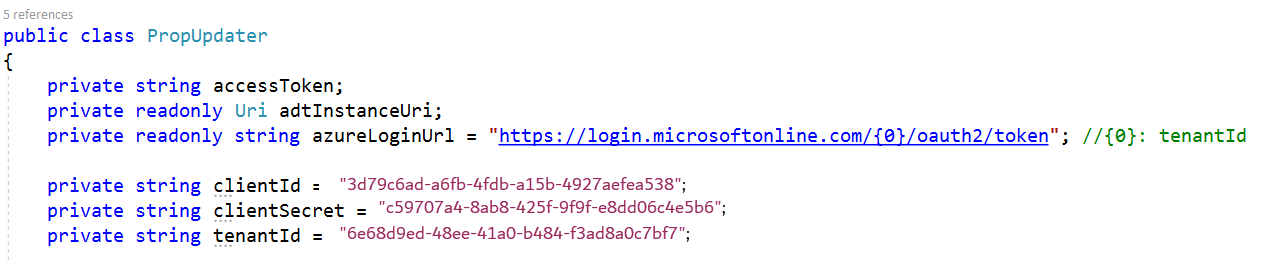 5 references
public class PropUpdater
{
private string accessToken;
private readonly Uri adtInstanceUri;
private readonly string azureLoginUrl = "https://login.microsoftonline.com/{0}/oauth2/token"; //{0}: tenantId
private string clientId = "3d79c6ad-a6fb-4fdb-a15b-4927aefea538";
private string clientSecret = "c59707a4-8ab8-425f-9f9f-e8dd06c4e5b6";
private string tenantId = "6e68d9ed-48ee-41a0-b484-f3ad8a0c7bf7";